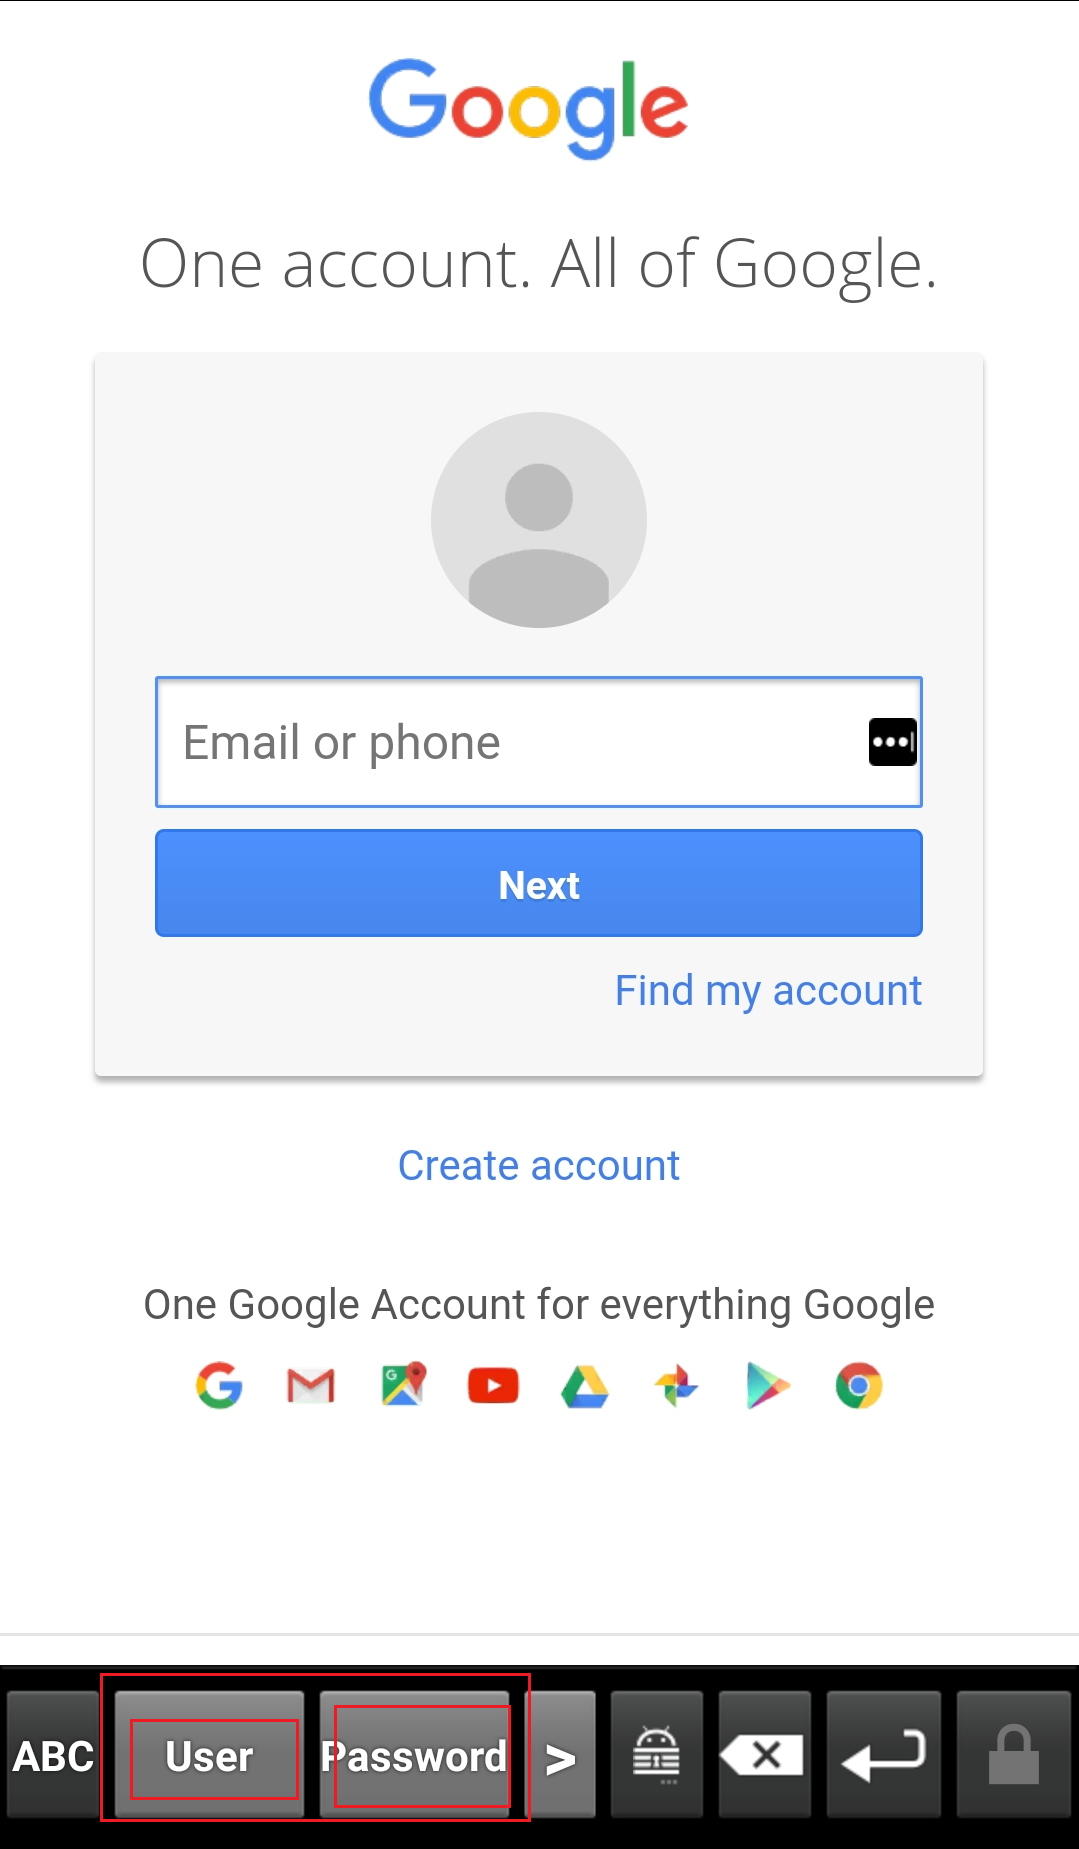 Google
One account. All of Google.
Email or phone
Next
Find my account
Create account
One Google Account for everything Google
ABC User Password >